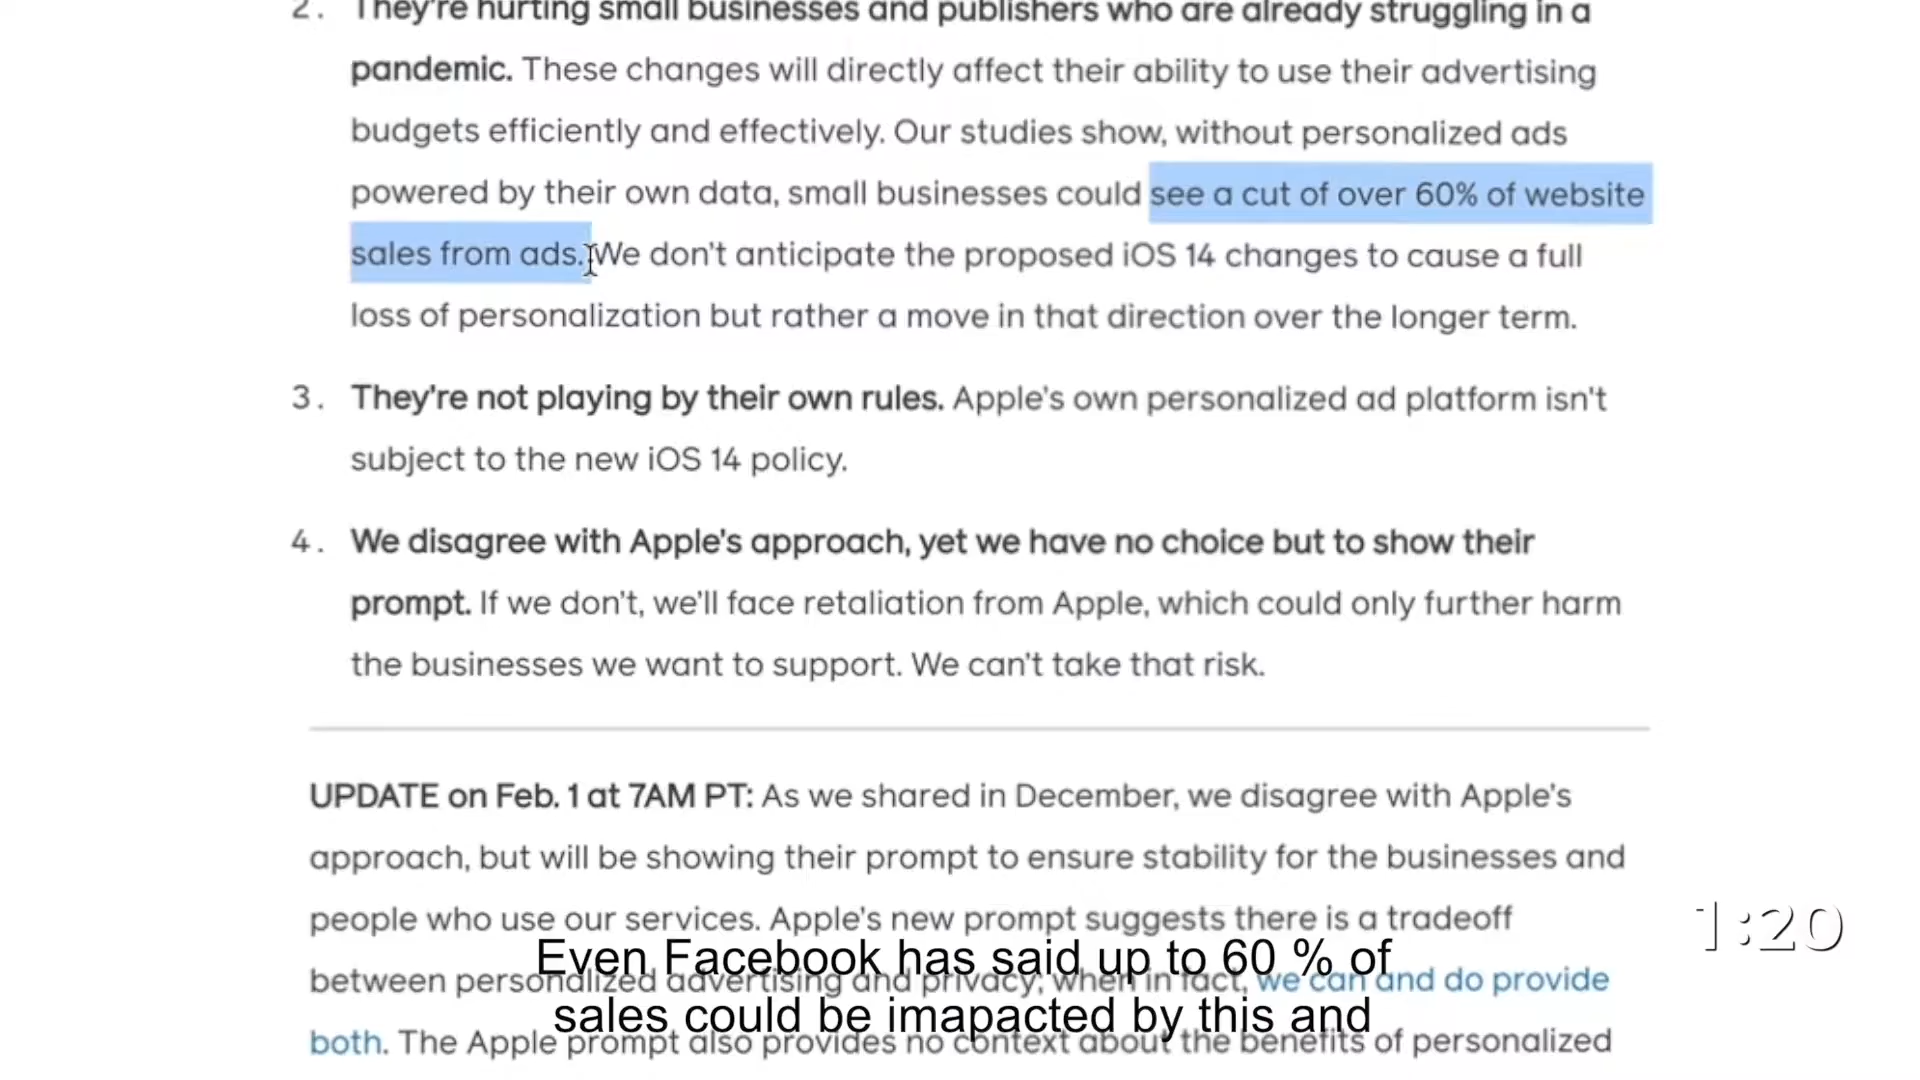 2. They're hurting small businesses and publishers who are already struggling in a
pandemic. These changes will directly affect their ability to use their advertising
budgets efficiently and effectively. Our studies show, without personalized ads
powered by their own data, small businesses could see a cut of over 60% of website
sales from ads. We don't anticipate the proposed iOS 14 changes to cause a full
loss of personalization but rather a move in that direction over the longer term.
3. They're not playing by their own rules. Apple's own personalized ad platform isn't
subject to the new iOS 14 policy.
4. We disagree with Apple's approach, yet we have no choice but to show their
prompt. If we don't, we'll face retaliation from Apple, which could only further harm
the businesses we want to support. We can't take that risk.
UPDATE on Feb. 1 at 7AM PT: As we shared in December, we disagree with Apple's
approach, but will be showing their prompt to ensure stability for the businesses and
people who use our services. Apple's new prompt suggests there is a tradeoff
1:20
Even Facebook has said up to 60 % of
between personalized advertising and privacy; when in fact, we can and do provide
sales could be imapacted by this and
both. The Apple prompt also provides no context about the benefits of personalized